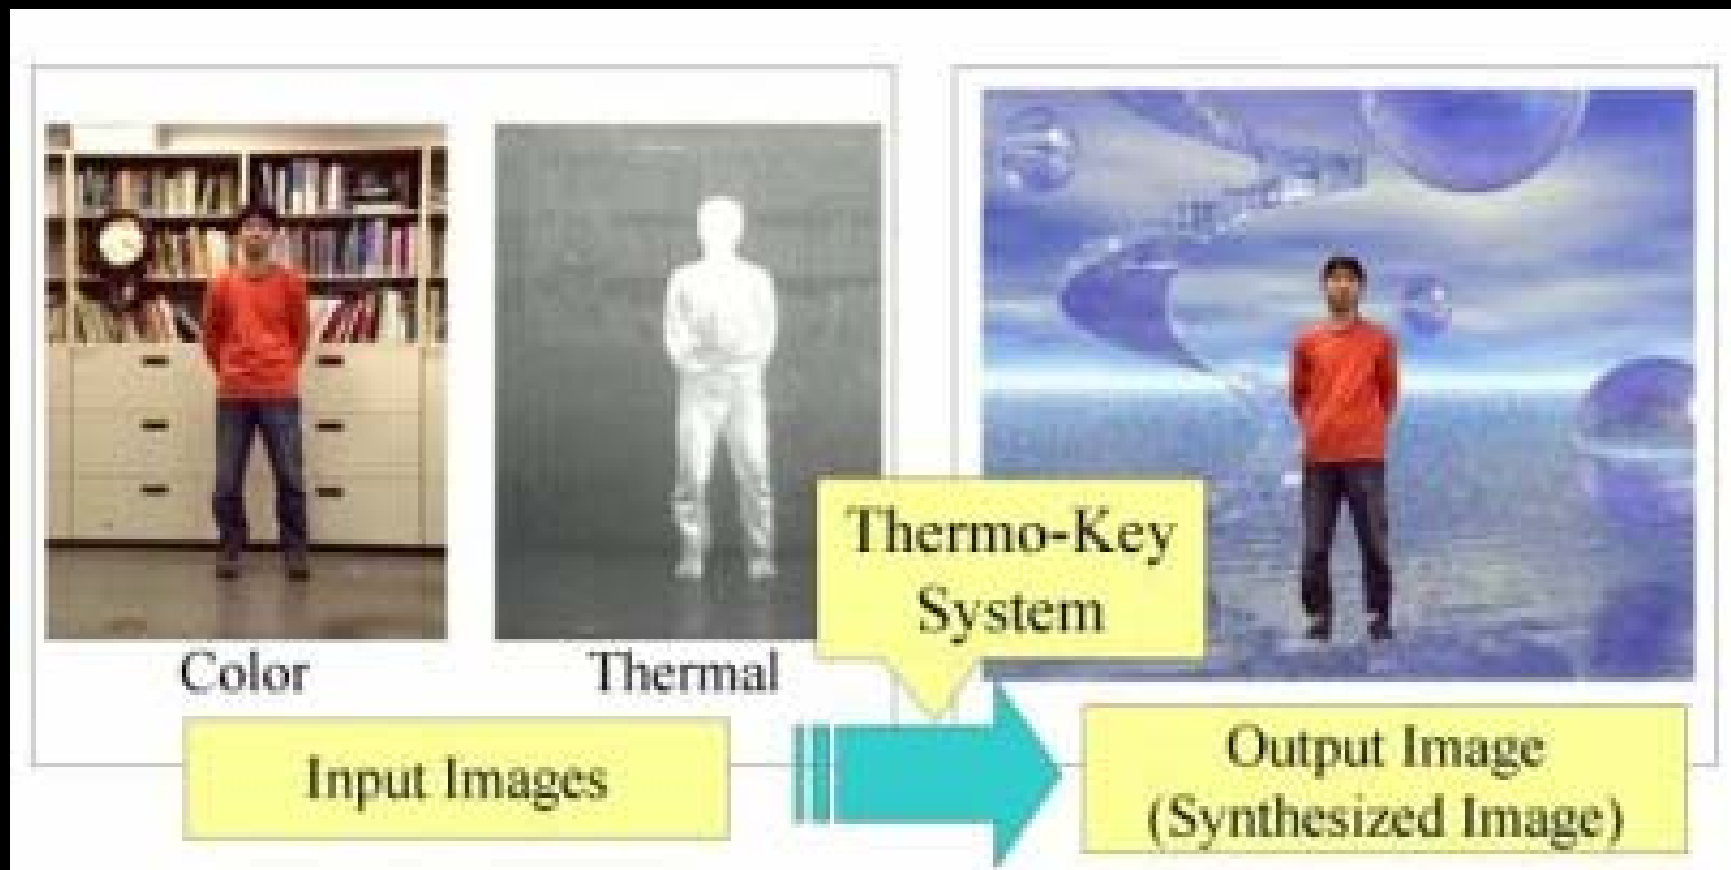 Color
Thermal
Thermo-Key
System
Input Images
Output Image
(Synthesized Image)